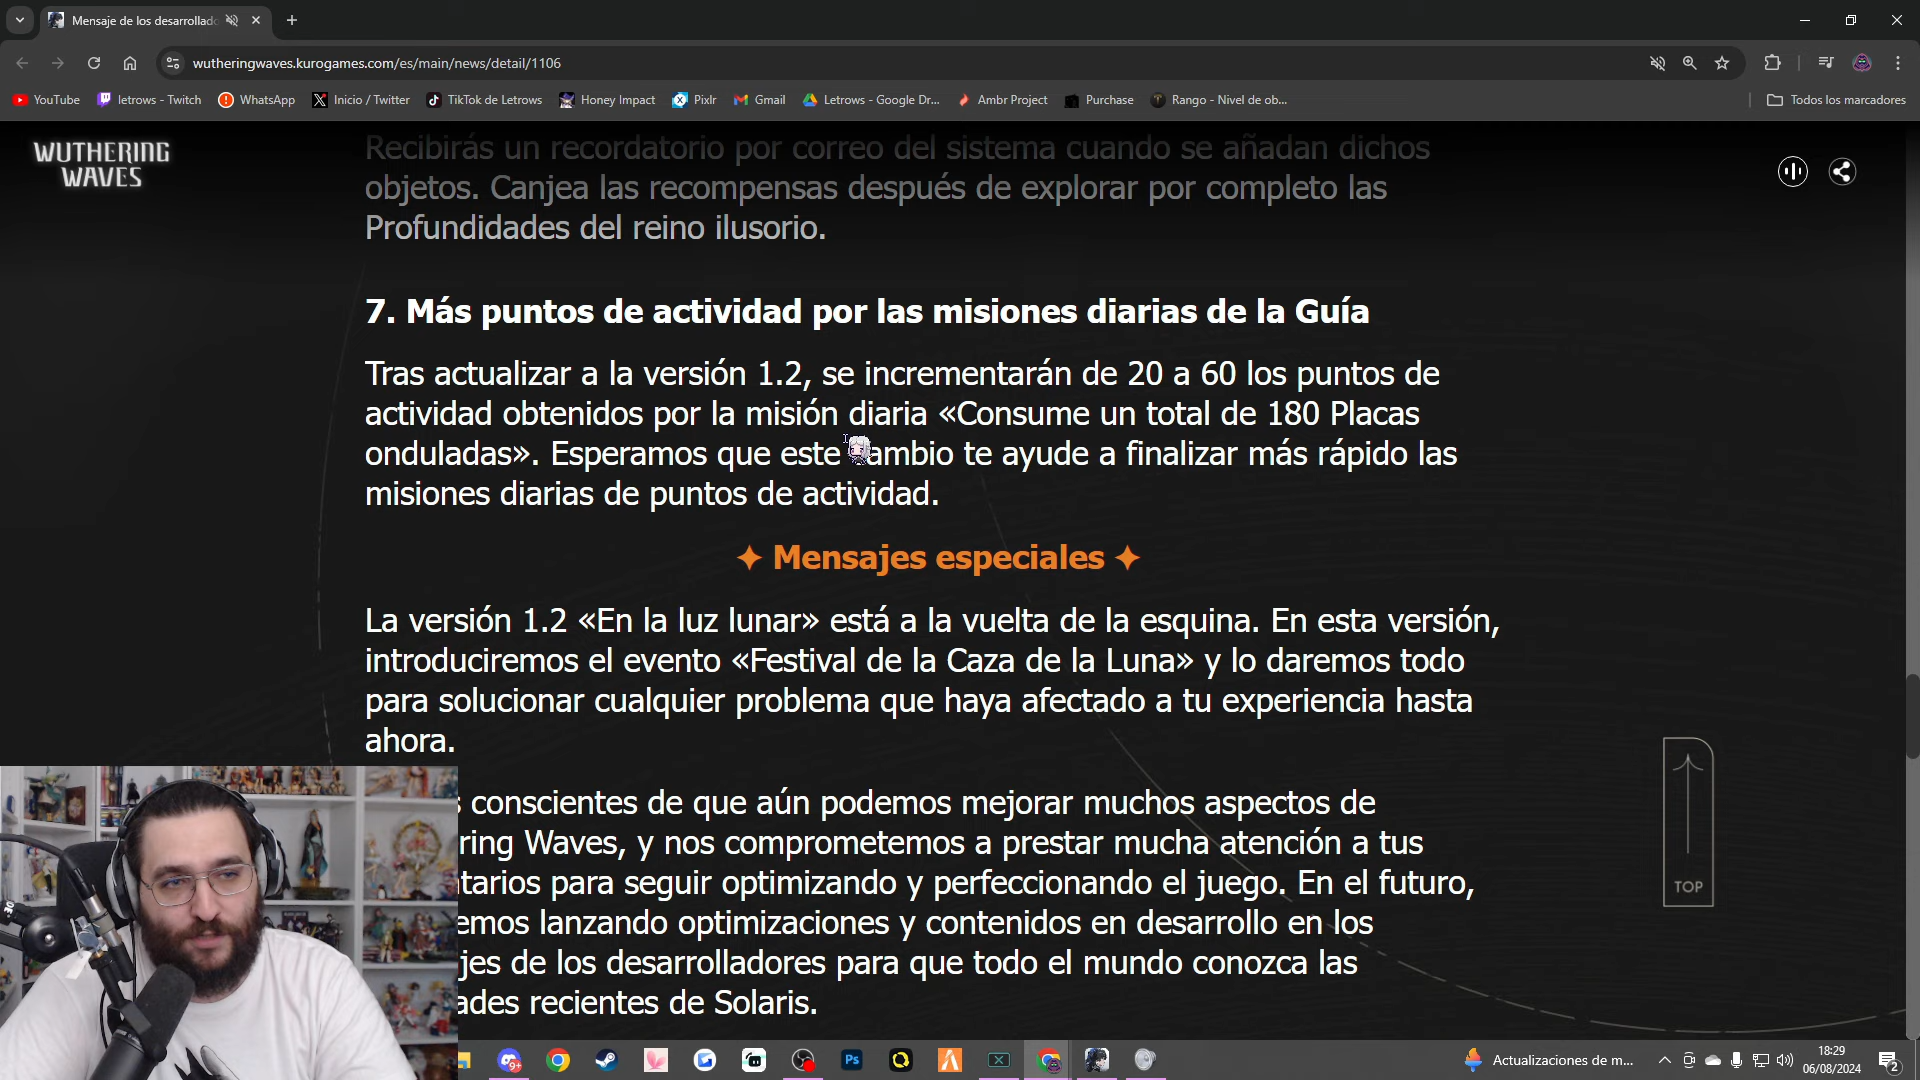 Mensaje de los desarrollad
wutheringwaves.kurogames.com/es/main/news/detail/1106
YouTube letrows - Twitch WhatsApp Inicio / Twitter TikTok de Letrows Honey Impact Pixlr Gmail Letrows - Google Dr... Ambr Project Purchase Rango - Nivel de ob... Todos los marcadores
WUTHERING
WAVES
Recibirás un recordatorio por correo del sistema cuando se añadan dichos
objetos. Canjea las recompensas después de explorar por completo las
Profundidades del reino ilusorio.
7. Más puntos de actividad por las misiones diarias de la Guía
Tras actualizar a la versión 1.2, se incrementarán de 20 a 60 los puntos de
actividad obtenidos por la misión diaria «Consume un total de 180 Placas
onduladas». Esperamos que este cambio te ayude a finalizar más rápido las
misiones diarias de puntos de actividad.
✦ Mensajes especiales ✦
La versión 1.2 «En la luz lunar» está a la vuelta de la esquina. En esta versión,
introduciremos el evento «Festival de la Caza de la Luna» y lo daremos todo
para solucionar cualquier problema que haya afectado a tu experiencia hasta
ahora.
s conscientes de que aún podemos mejorar muchos aspectos de
ring Waves, y nos comprometemos a prestar mucha atención a tus
tarios para seguir optimizando y perfeccionando el juego. En el futuro,
emos lanzando optimizaciones y contenidos en desarrollo en los
jes de los desarrolladores para que todo el mundo conozca las
ades recientes de Solaris.
TOP
9+ Ps Actualizaciones de m... 18:29
06/08/2024 2